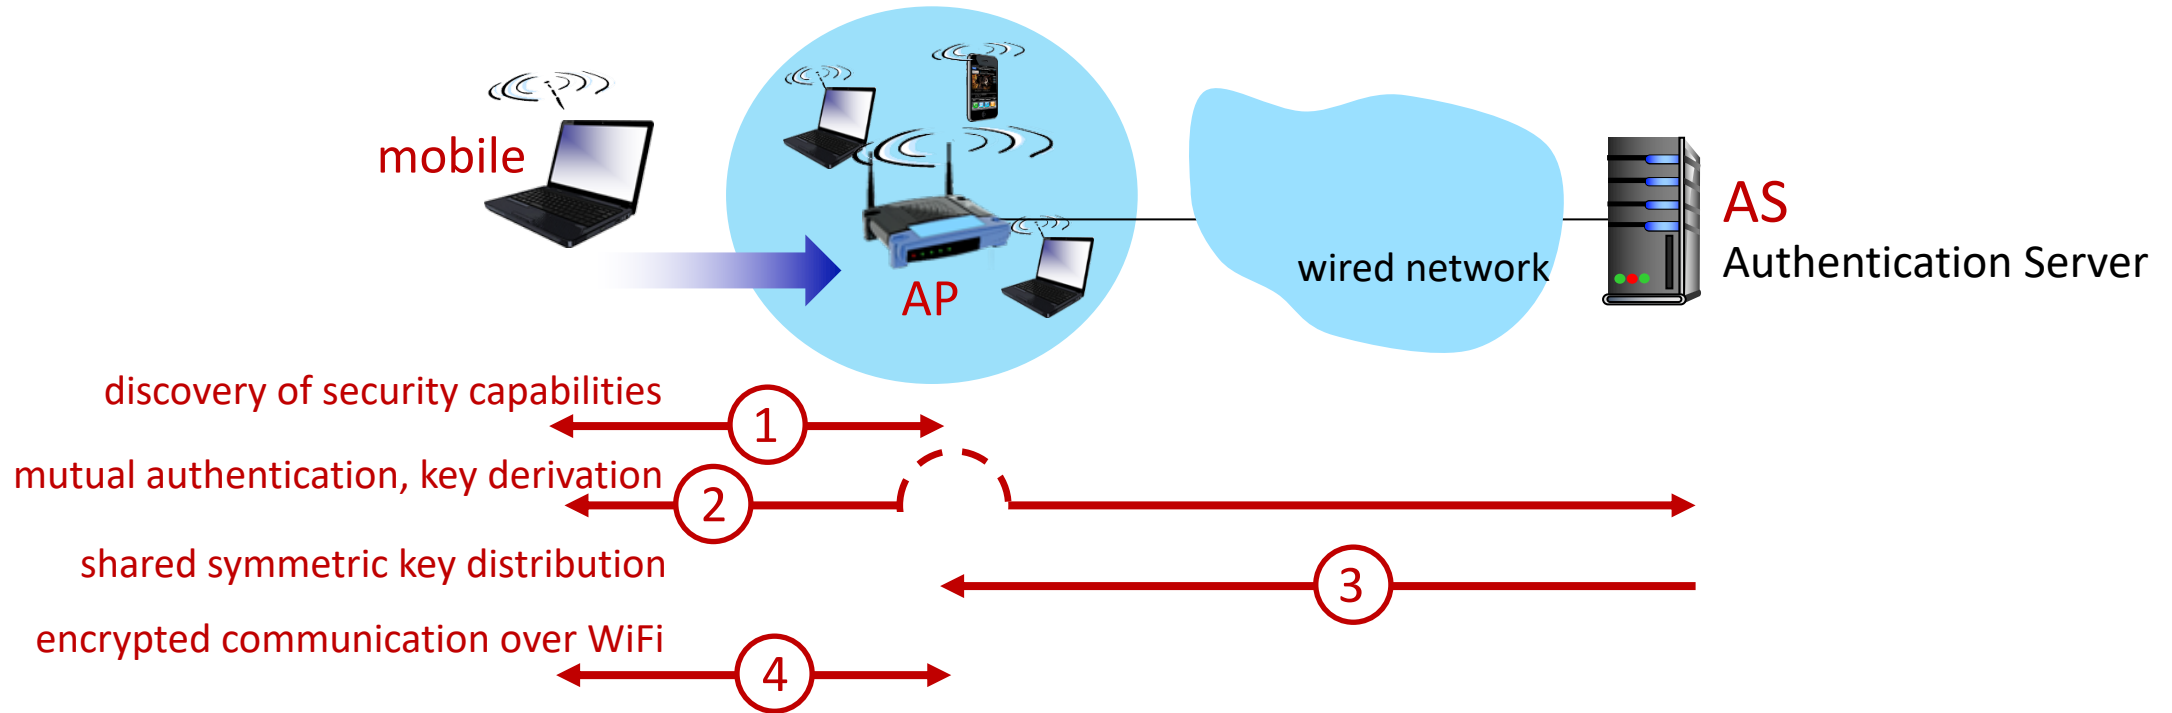 mobile
AP
wired network
AS
Authentication Server
discovery of security capabilities
1
mutual authentication, key derivation
2
shared symmetric key distribution
3
encrypted communication over WiFi
4